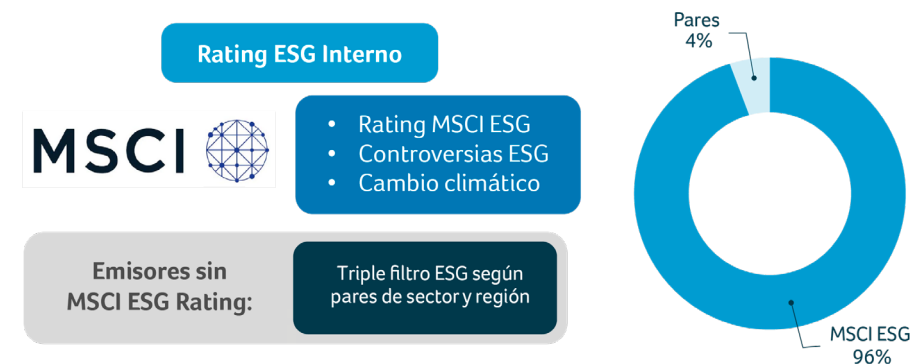 Rating ESG Interno
MSCI
• Rating MSCI ESG
• Controversias ESG
• Cambio climático
Emisores sin
MSCI ESG Rating:
Triple filtro ESG según
pares de sector y región
Pares
4%
MSCI ESG
96%